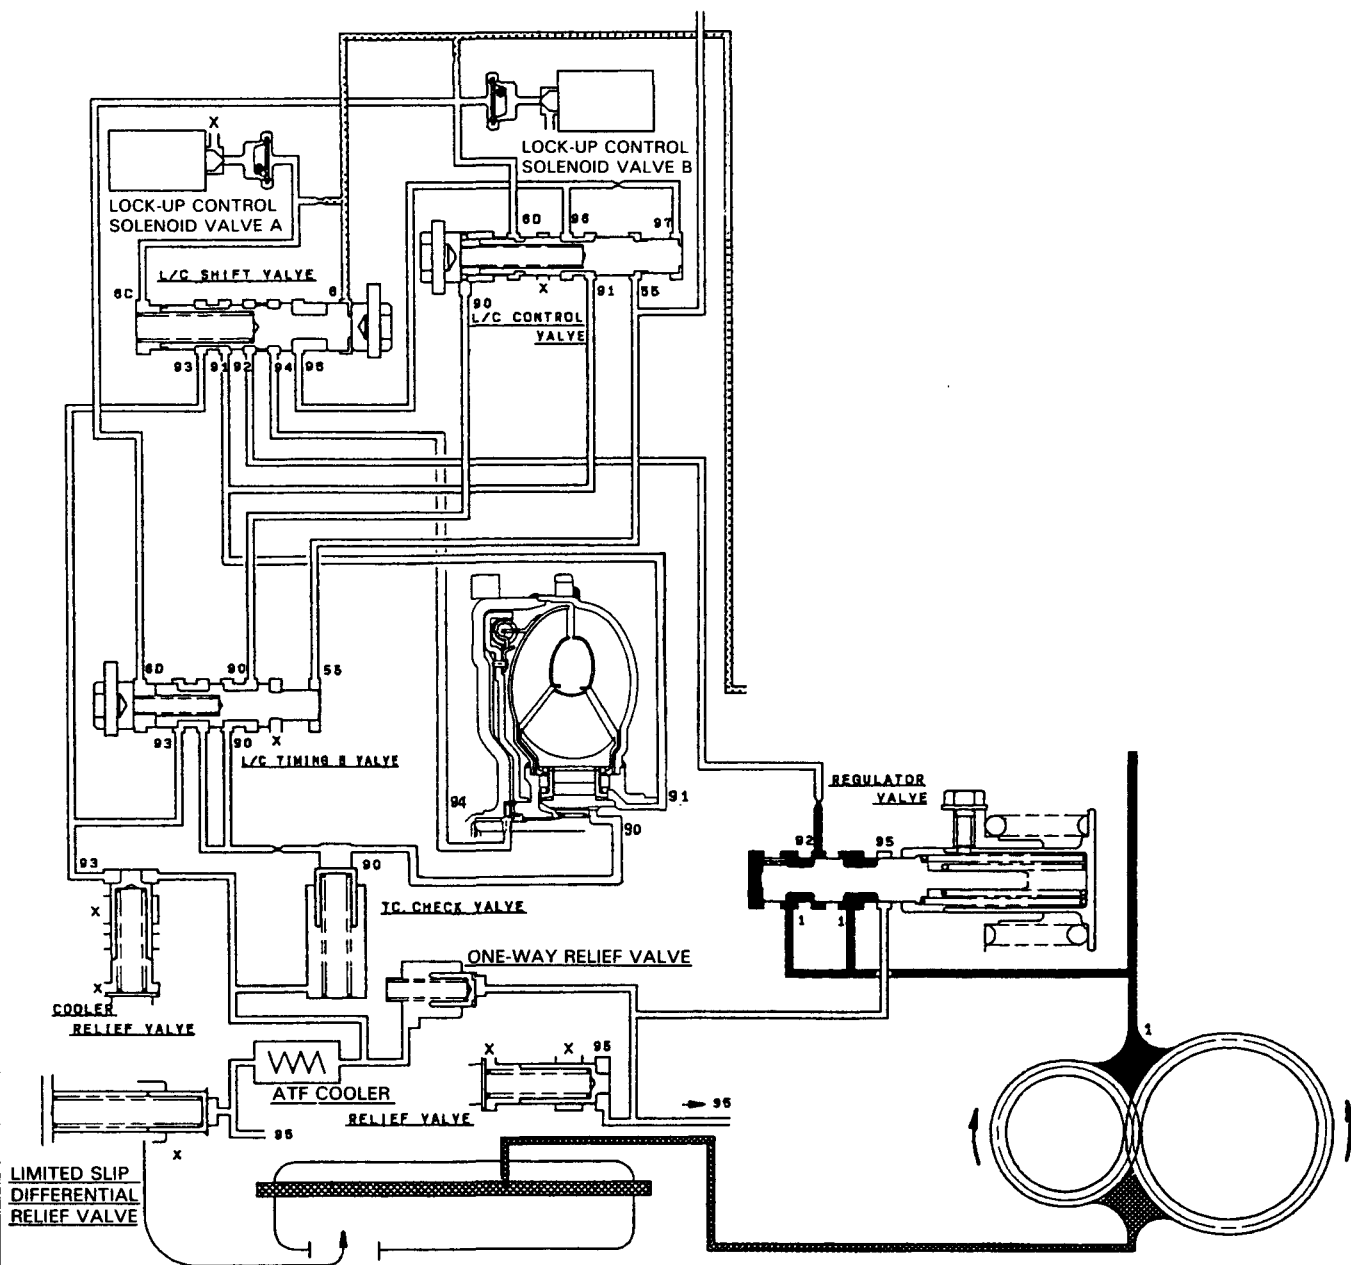 LOCK-UP CONTROL
SOLENOID VALVE B
X
LOCK-UP CONTROL
SOLENOID VALVE A
6D
96
97
L/C SHIFT VALVE
6C
6
X
90
91
55
L/C CONTROL
VALVE
93
91
92
94
96
6D
90
55
93
90
X
L/C TIMING B VALVE
94
91
90
REGULATOR
VALVE
92
95
93
90
X
T.C. CHECK VALVE
1
1
ONE-WAY RELIEF VALVE
X
COOLER
RELIEF VALVE
1
X
X
95
ATF COOLER
RELIEF VALVE
96
95
X
LIMITED SLIP
DIFFERENTIAL
RELIEF VALVE